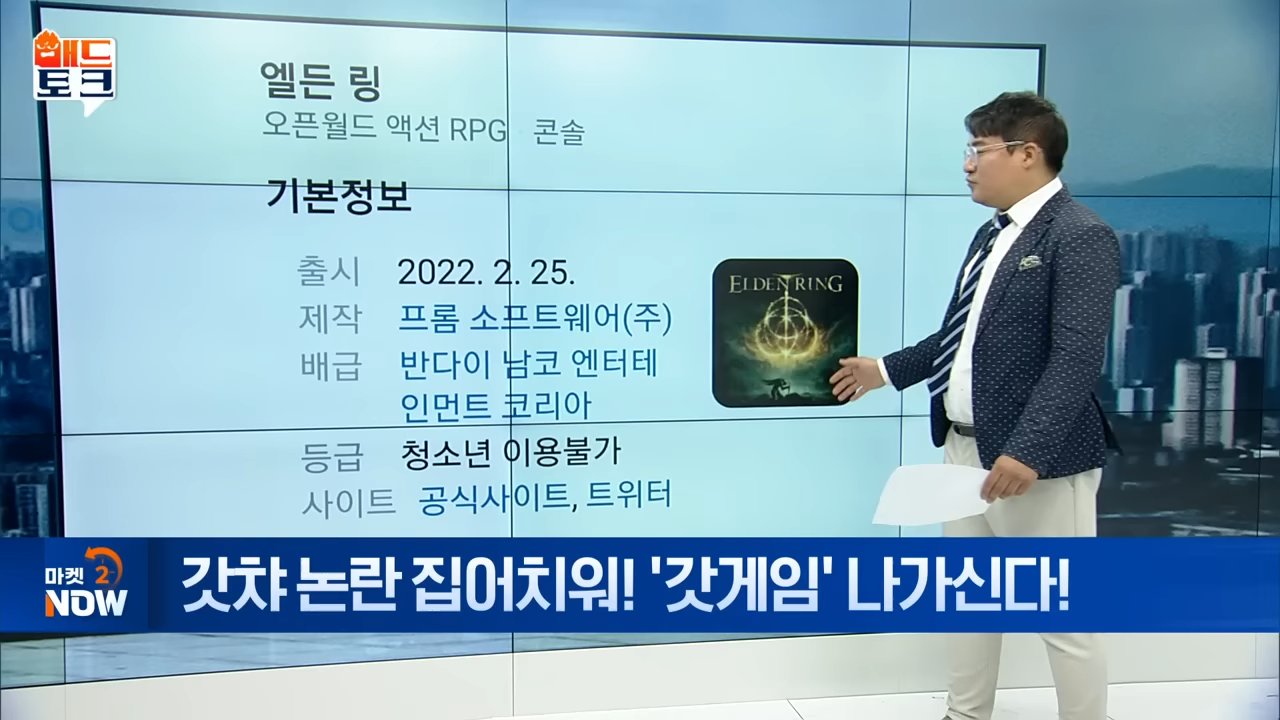 매드
토크
엘든 링
오픈월드 액션 RPG 콘솔
기본정보
출시 2022. 2. 25.
제작 프롬 소프트웨어(주)
배급 반다이 남코 엔터테
인먼트 코리아
등급 청소년 이용불가
사이트 공식사이트, 트위터
ELDEN RING
마켓 2
NOW
갓챠 논란 집어치워! '갓게임' 나가신다!